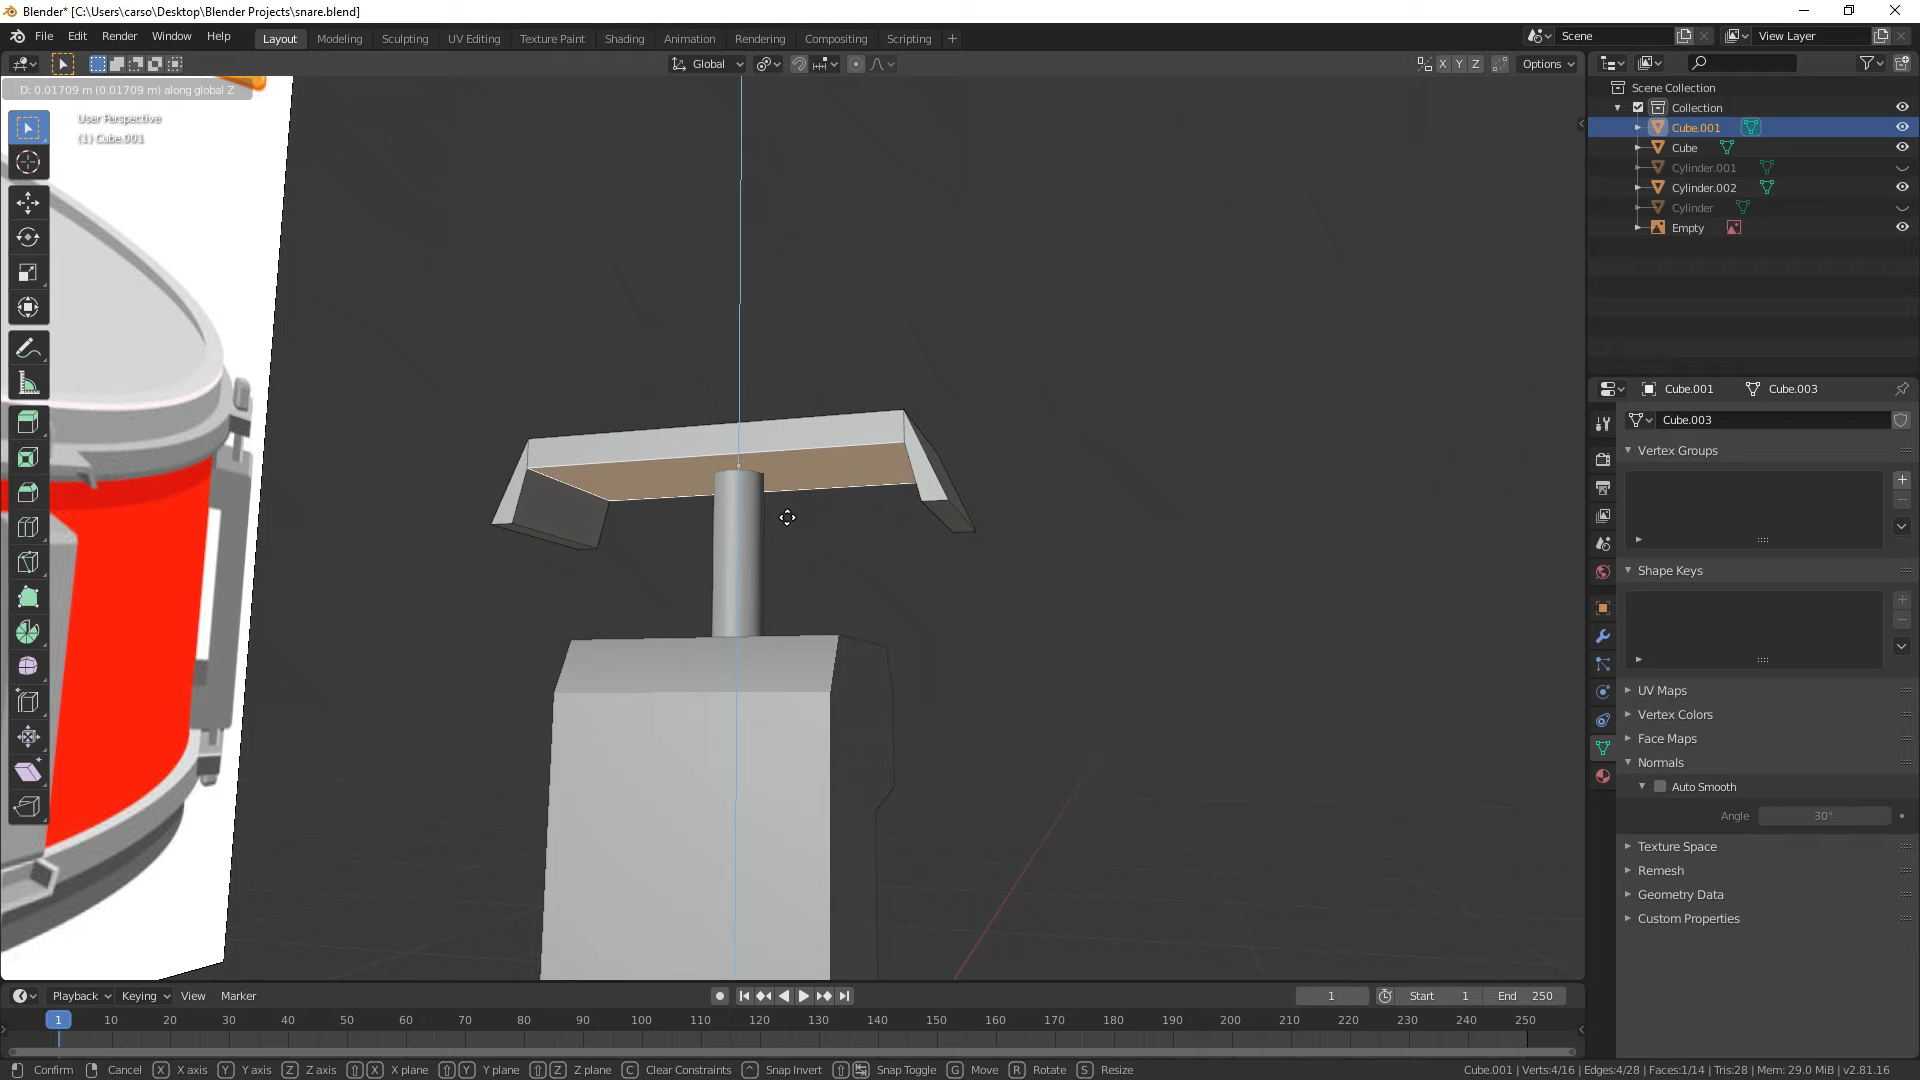 Blender* [C:\Users\carso\Desktop\Blender Projects\snare.blend]
File Edit Render Window Help
Layout Modeling Sculpting UV Editing Texture Paint Shading Animation Rendering Compositing Scripting
Scene
View Layer
Global
X Y Z
Options
D: 0.01709 m (0.01709 m) along global Z
User Perspective
(1) Cube.001
Scene Collection
Collection
Cube.001
Cube
Cylinder.001
Cylinder.002
Cylinder
Empty
Cube.001 Cube.003
Cube.003
Vertex Groups
Shape Keys
UV Maps
Vertex Colors
Face Maps
Normals
Auto Smooth
Angle 30°
Texture Space
Remesh
Geometry Data
Custom Properties
Playback Keying View Marker
1 Start 1 End 250
1 10 20 30 40 50 60 70 80 90 100 110 120 130 140 150 160 170 180 190 200 210 220 230 240 250
Confirm Cancel X X axis Y Y axis Z Z axis X X plane Y Y plane Z Z plane C Clear Constraints Snap Invert Snap Toggle G Move R Rotate S Resize
Cube.001 | Verts:4/16 | Edges:4/28 | Faces:1/14 | Tris:28 | Mem: 29.0 MiB | v2.81.16